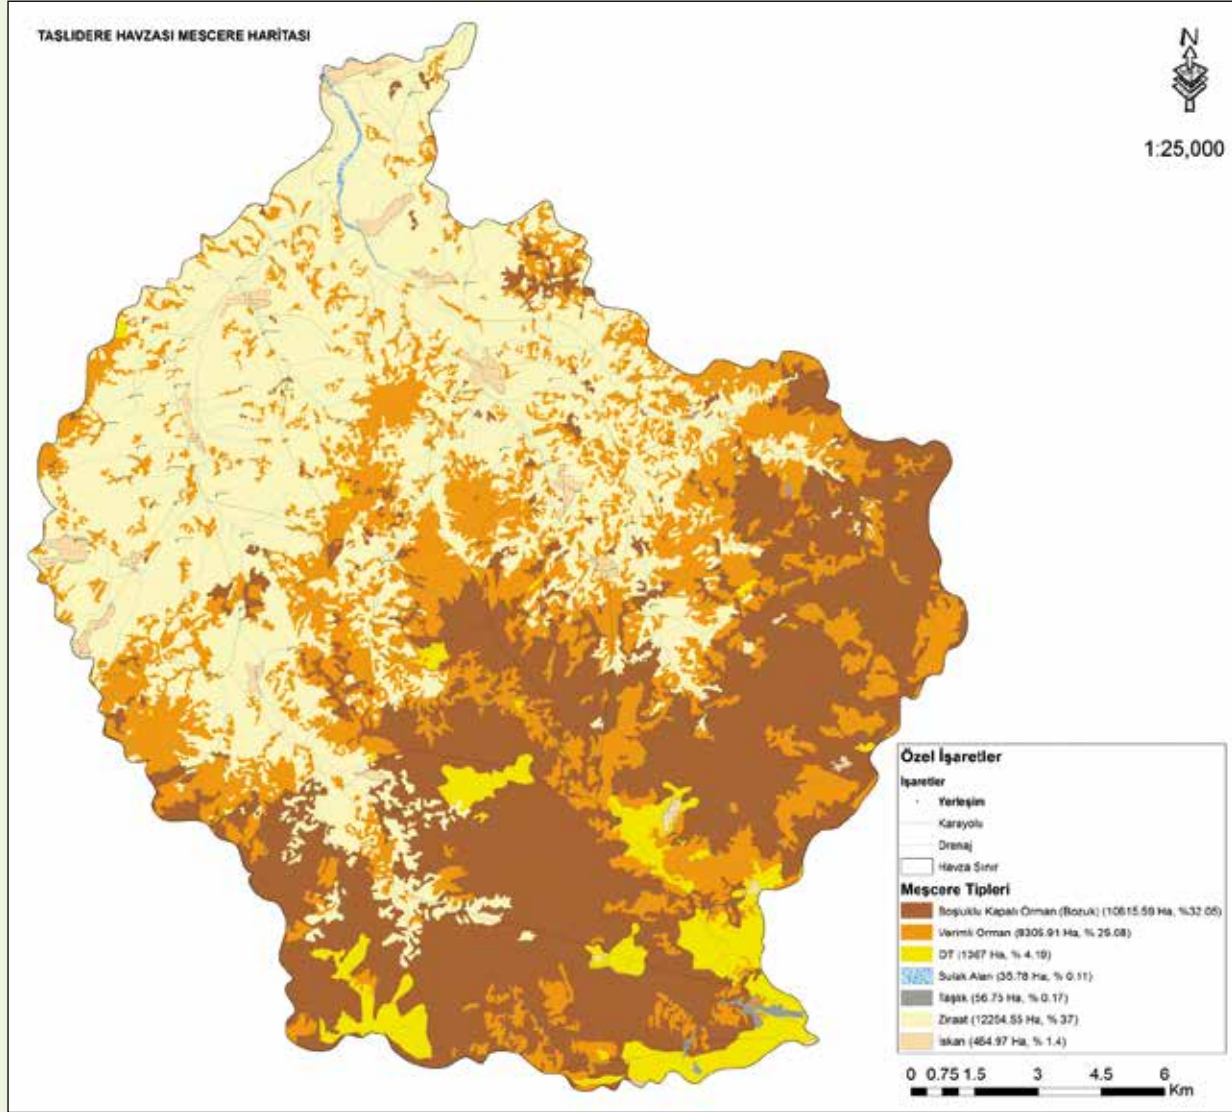 TAŞLIDERE HAVZASI MEŞCERE HARİTASI
N
1:25,000
Özel İşaretler
İşaretler
Yerleşim
Karayolu
Drenaj
Havza Sınır
Meşcere Tipleri
Boşluklu Kapalı Orman (Bozuk) (10615.59 Ha, %32.05)
Verimli Orman (8305.91 Ha, % 25.08)
DT (1367 Ha, % 4.19)
Sulak Alan (35.78 Ha, % 0.11)
Taşlık (56.75 Ha, % 0.17)
Ziraat (12254.55 Ha, % 37)
İskan (464.97 Ha, % 1.4)
0 0.75 1.5 3 4.5 6
Km